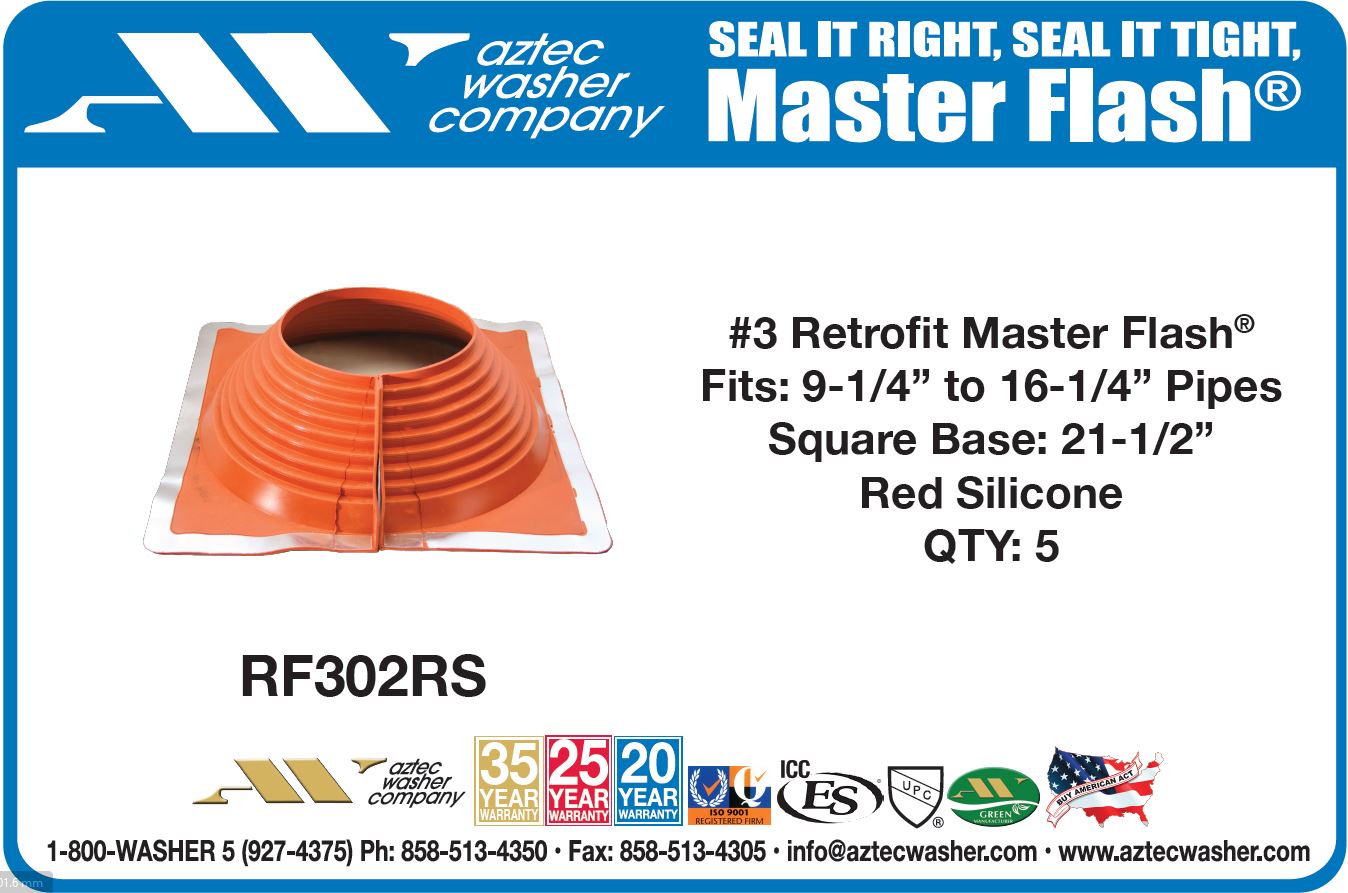 aztec
washer
company
SEAL IT RIGHT, SEAL IT TIGHT,
Master Flash®
#3 Retrofit Master Flash®
Fits: 9-1/4” to 16-1/4” Pipes
Square Base: 21-1/2”
Red Silicone
QTY: 5
RF302RS
aztec
washer
company
35
YEAR
WARRANTY
25
YEAR
WARRANTY
20
YEAR
WARRANTY
Q
ISO 9001
REGISTERED FIRM
ICC
ES
UPC
®
GREEN
MANUFACTURER
BUY AMERICAN ACT
1-800-WASHER 5 (927-4375) Ph: 858-513-4350 · Fax: 858-513-4305 · info@aztecwasher.com · www.aztecwasher.com
01.6 mm